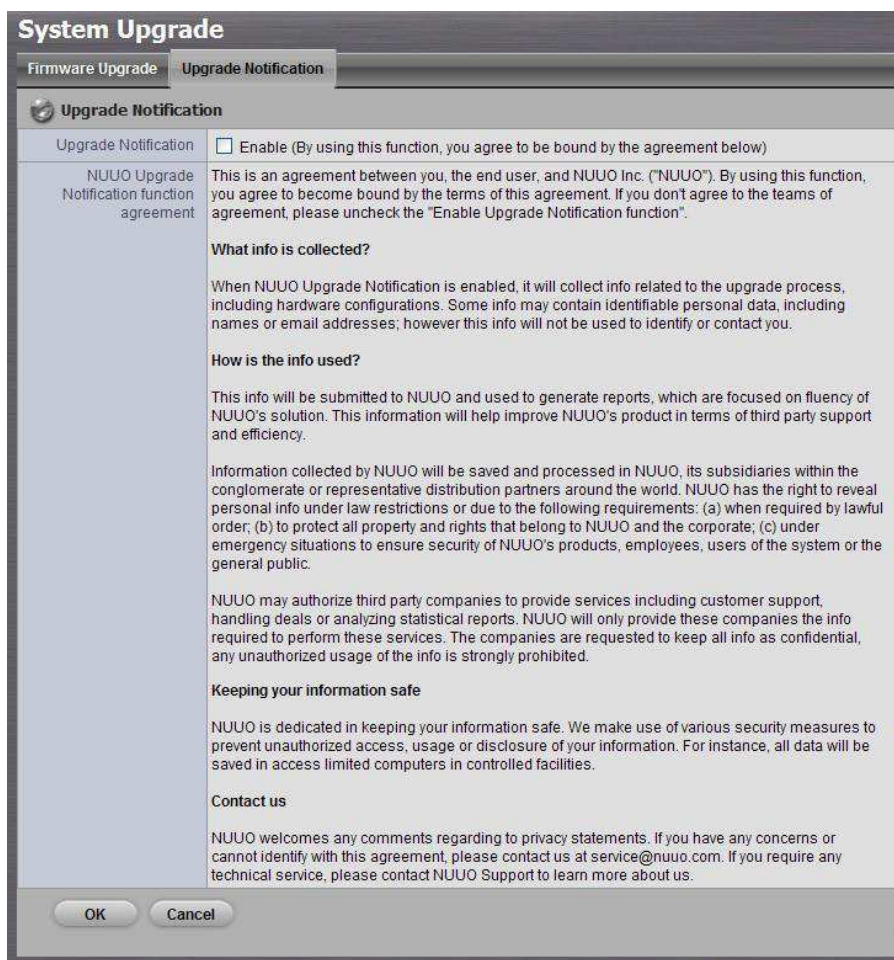 System Upgrade
Firmware Upgrade
Upgrade Notification
Upgrade Notification
Upgrade Notification
Enable (By using this function, you agree to be bound by the agreement below)
NUUO Upgrade
Notification function
agreement
This is an agreement between you, the end user, and NUUO Inc. ("NUUO"). By using this function,
you agree to become bound by the terms of this agreement. If you don't agree to the teams of
agreement, please uncheck the "Enable Upgrade Notification function".
What info is collected?
When NUUO Upgrade Notification is enabled, it will collect info related to the upgrade process,
including hardware configurations. Some info may contain identifiable personal data, including
names or email addresses; however this info will not be used to identify or contact you.
How is the info used?
This info will be submitted to NUUO and used to generate reports, which are focused on fluency of
NUUO's solution. This information will help improve NUUO's product in terms of third party support
and efficiency.
Information collected by NUUO will be saved and processed in NUUO, its subsidiaries within the
conglomerate or representative distribution partners around the world. NUUO has the right to reveal
personal info under law restrictions or due to the following requirements: (a) when required by lawful
order; (b) to protect all property and rights that belong to NUUO and the corporate; (c) under
emergency situations to ensure security of NUUO's products, employees, users of the system or the
general public.
NUUO may authorize third party companies to provide services including customer support,
handling deals or analyzing statistical reports. NUUO will only provide these companies the info
required to perform these services. The companies are requested to keep all info as confidential,
any unauthorized usage of the info is strongly prohibited.
Keeping your information safe
NUUO is dedicated in keeping your information safe. We make use of various security measures to
prevent unauthorized access, usage or disclosure of your information. For instance, all data will be
saved in access limited computers in controlled facilities.
Contact us
NUUO welcomes any comments regarding to privacy statements. If you have any concerns or
cannot identify with this agreement, please contact us at service@nuuo.com. If you require any
technical service, please contact NUUO Support to learn more about us.
OK
Cancel